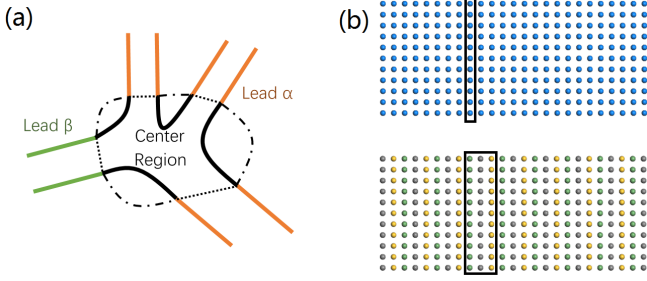 (a)
(b)
Lead α
Lead β
Center
Region